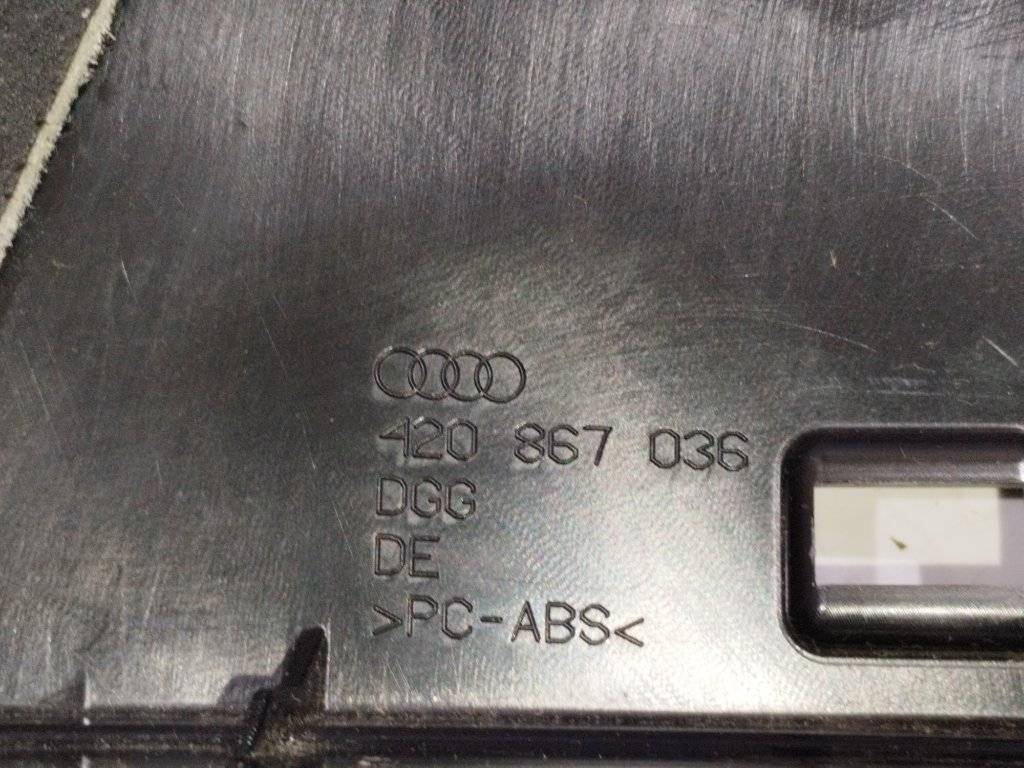 420 867 036
DGG
DE
>PC-ABS<